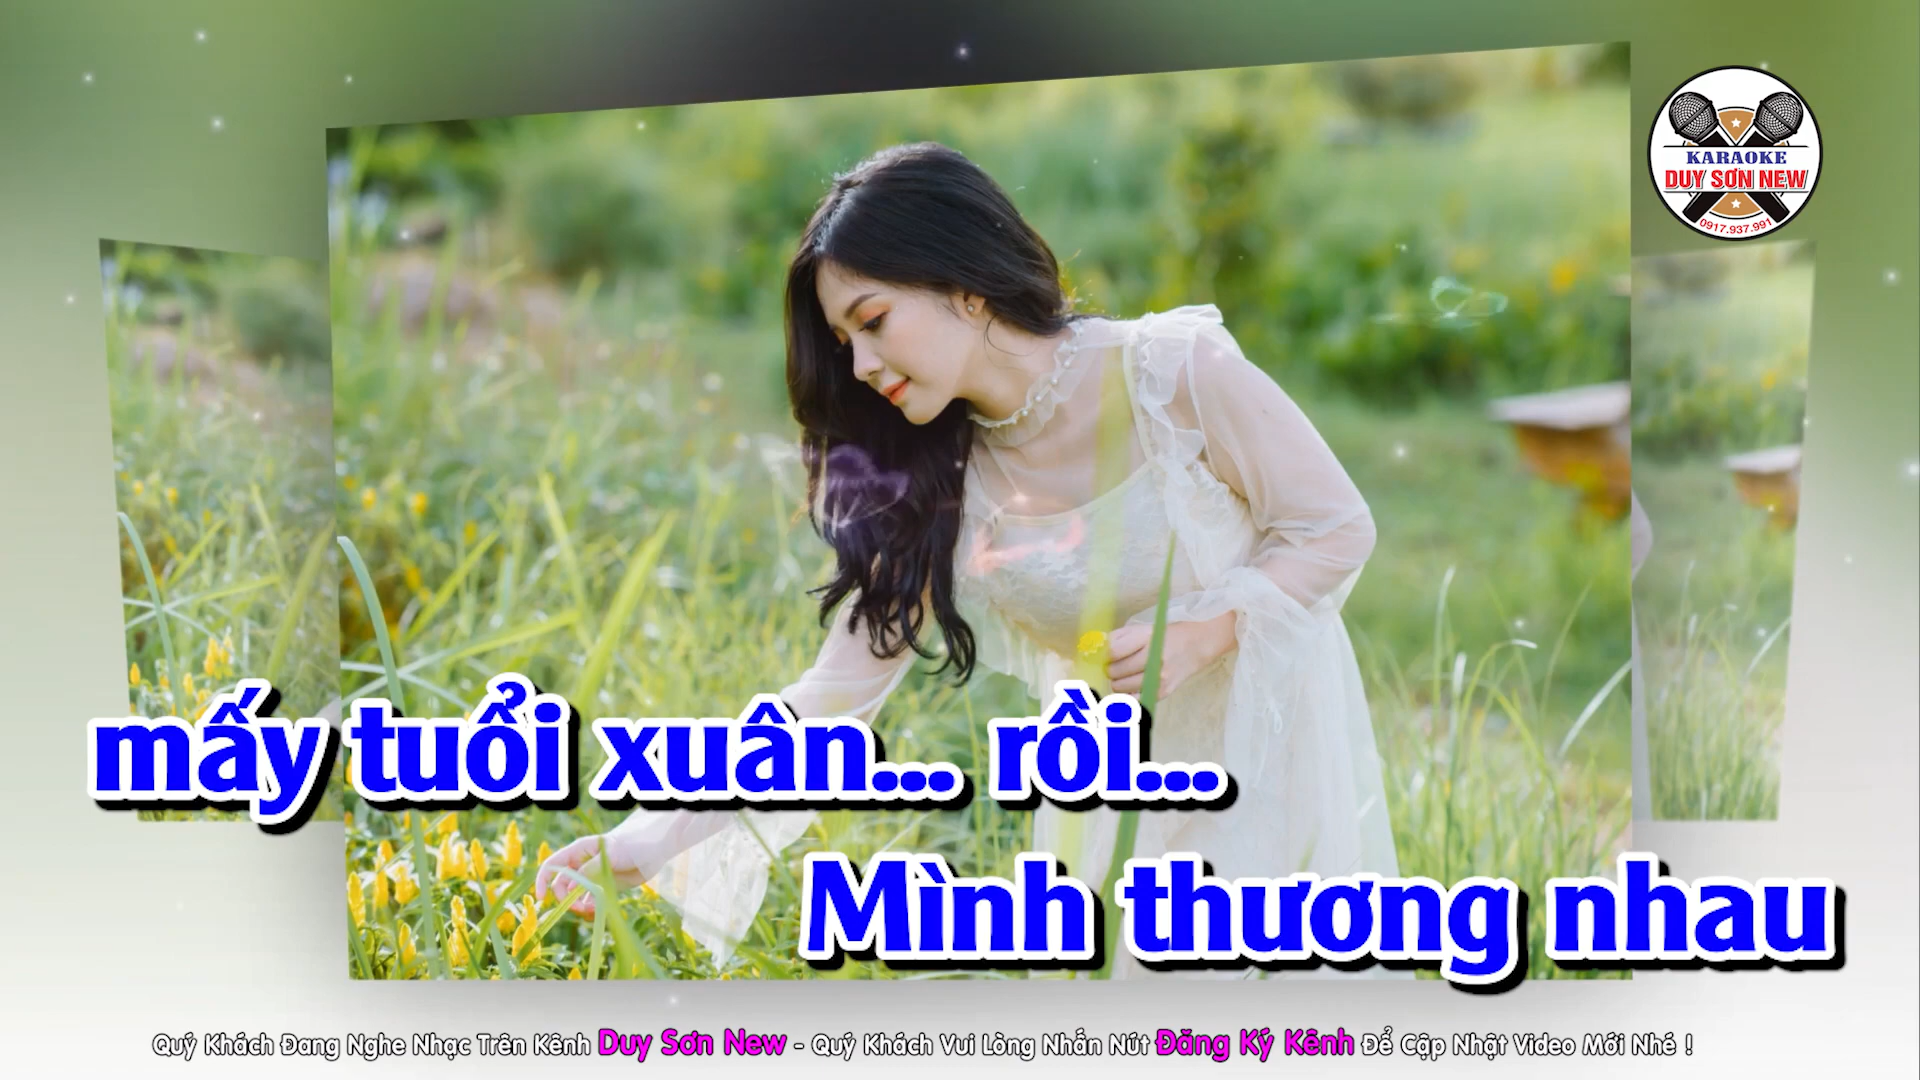 KARAOKE
DUY SƠN NEW
0917.937.991
mấy tuổi xuân... rồi...
Mình thương nhau
Quý Khách Đang Nghe Nhạc Trên Kênh Duy Sơn New - Quý Khách Vui Lòng Nhấn Nút Đăng Ký Kênh Để Cập Nhật Video Mới Nhé !